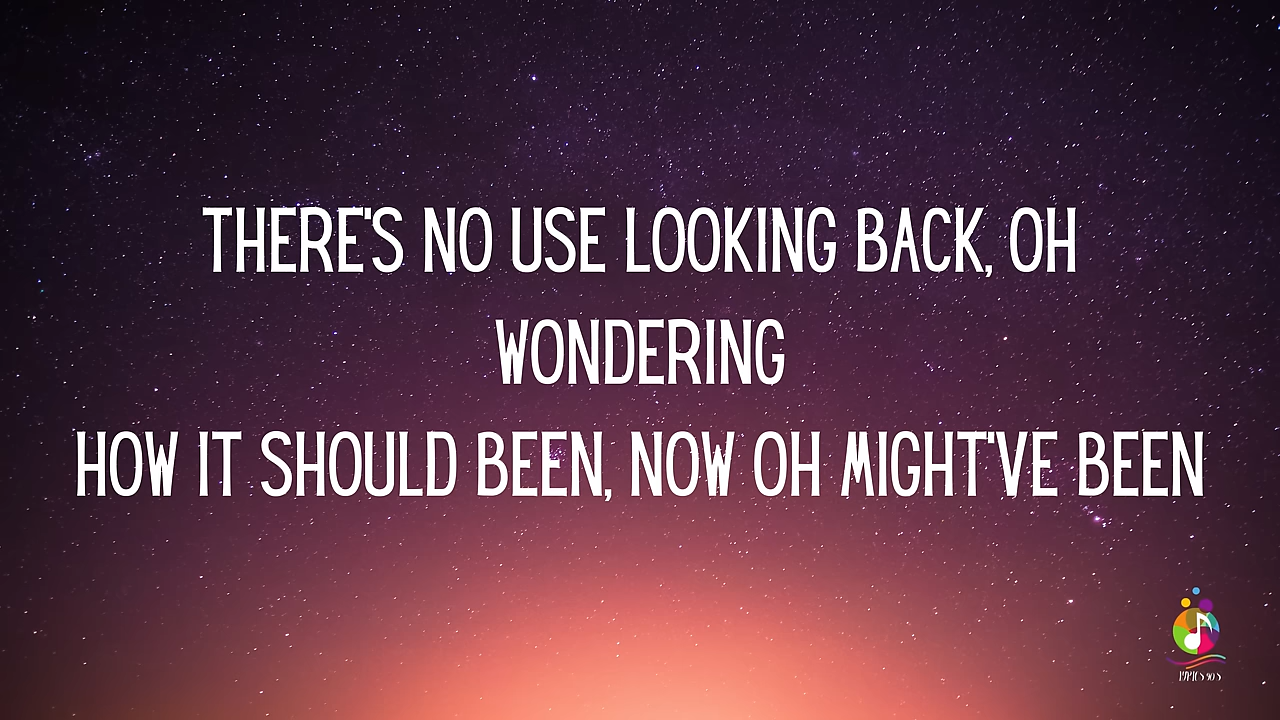 THERE'S NO USE LOOKING BACK, OH
WONDERING
HOW IT SHOULD BEEN, NOW OH MIGHT'VE BEEN